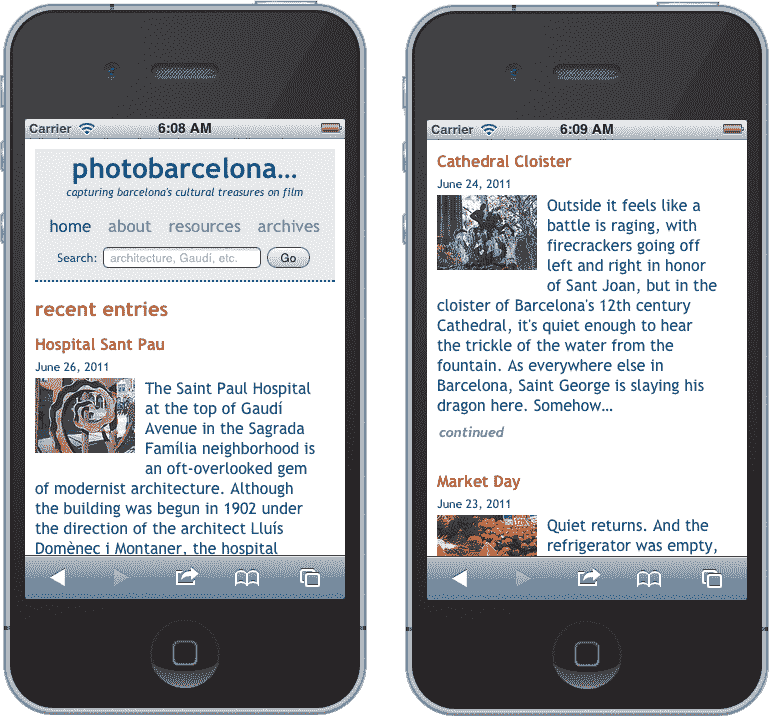 Carrier 6:08 AM
photobarcelona...
capturing barcelona's cultural treasures on film
home about resources archives
Search: architecture, Gaudí, etc. Go
recent entries
Hospital Sant Pau
June 26, 2011
The Saint Paul Hospital
at the top of Gaudí
Avenue in the Sagrada
Família neighborhood is
an oft-overlooked gem
of modernist architecture. Although
the building was begun in 1902 under
the direction of the architect Lluís
Domènec i Montaner, the hospital
Carrier 6:09 AM
Cathedral Cloister
June 24, 2011
Outside it feels like a
battle is raging, with
firecrackers going off
left and right in honor
of Sant Joan, but in the
cloister of Barcelona's 12th century
Cathedral, it's quiet enough to hear
the trickle of the water from the
fountain. As everywhere else in
Barcelona, Saint George is slaying his
dragon here. Somehow...
continued
Market Day
June 23, 2011
Quiet returns. And the
refrigerator was empty,